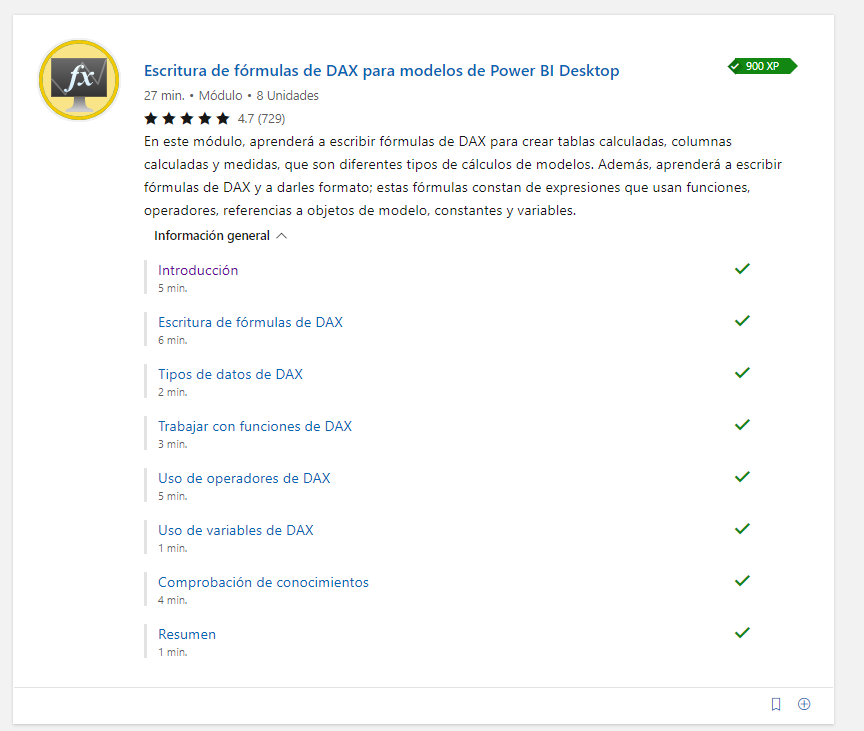 fx
Escritura de fórmulas de DAX para modelos de Power BI Desktop
900 XP
27 min. • Módulo • 8 Unidades
4.7 (729)
En este módulo, aprenderá a escribir fórmulas de DAX para crear tablas calculadas, columnas
calculadas y medidas, que son diferentes tipos de cálculos de modelos. Además, aprenderá a escribir
fórmulas de DAX y a darles formato; estas fórmulas constan de expresiones que usan funciones,
operadores, referencias a objetos de modelo, constantes y variables.
Información general
Introducción
5 min.
Escritura de fórmulas de DAX
6 min.
Tipos de datos de DAX
2 min.
Trabajar con funciones de DAX
3 min.
Uso de operadores de DAX
5 min.
Uso de variables de DAX
1 min.
Comprobación de conocimientos
4 min.
Resumen
1 min.